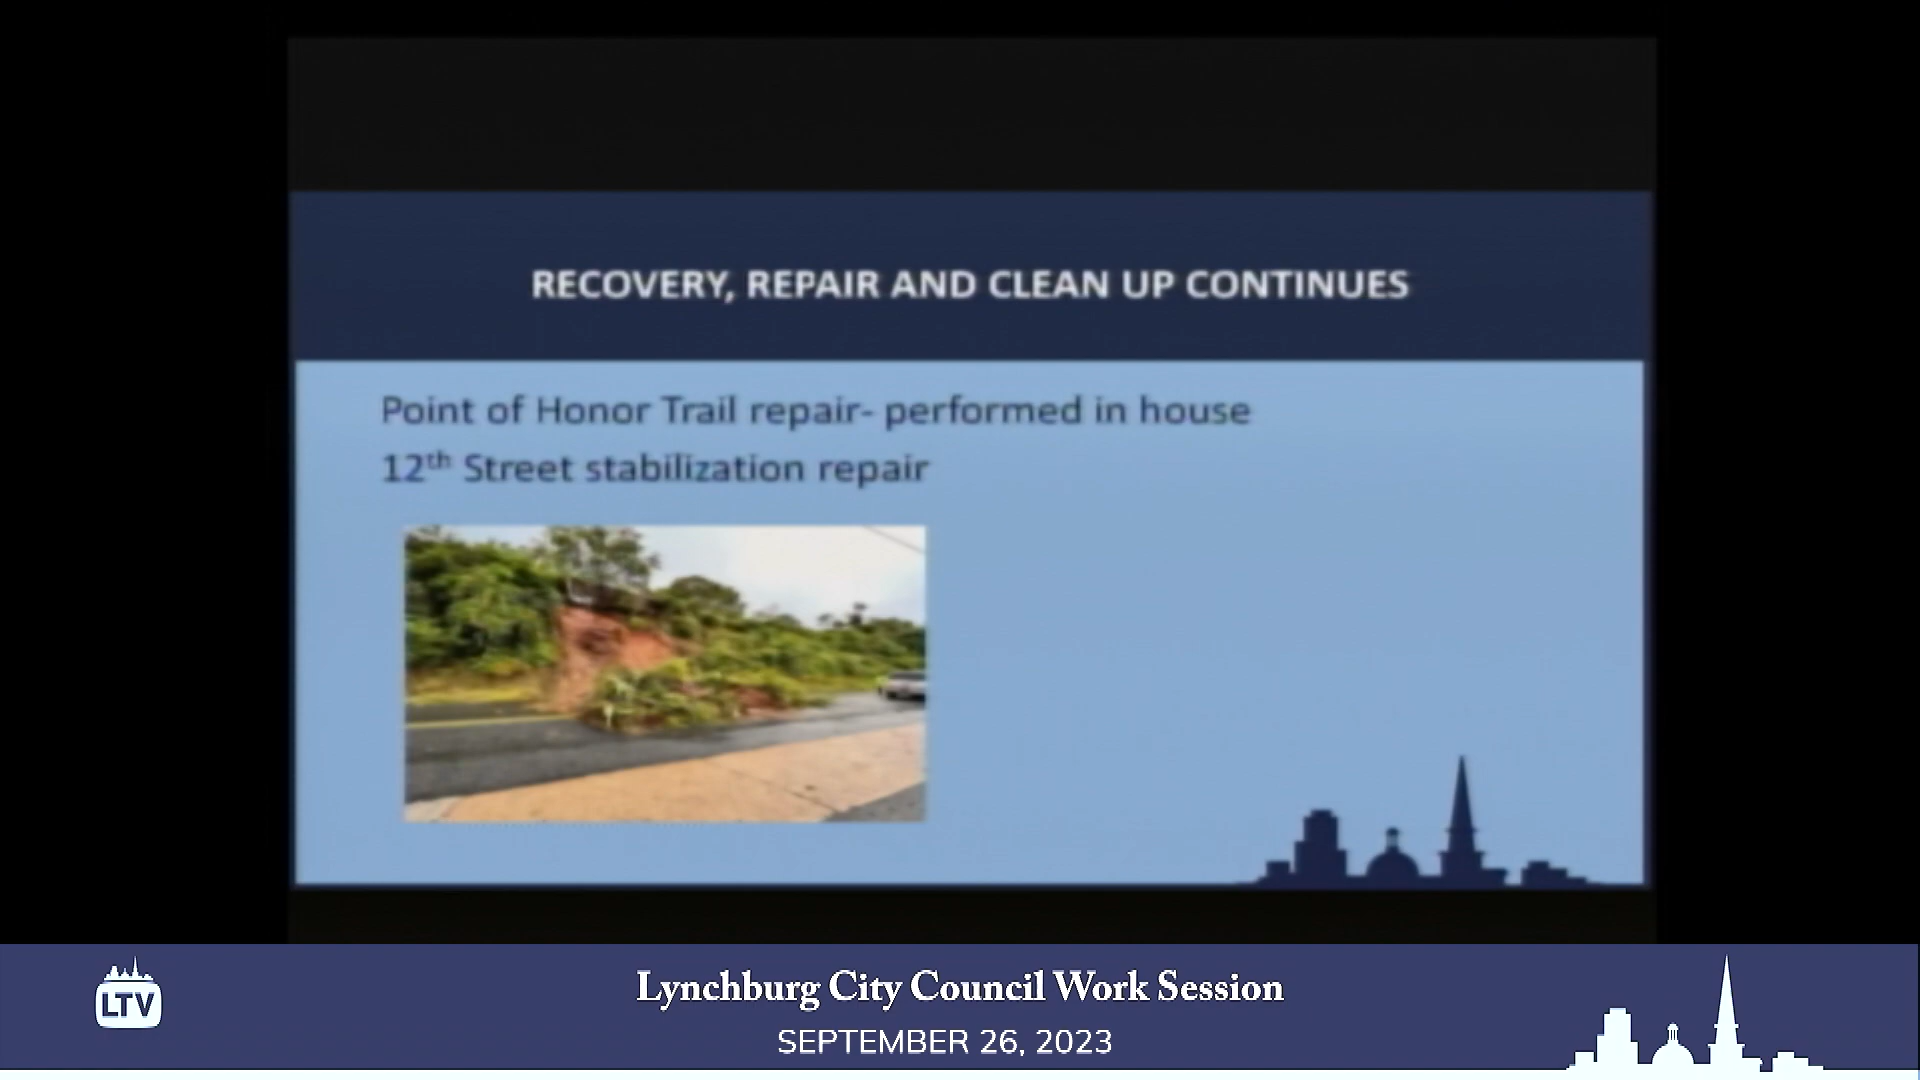 RECOVERY, REPAIR AND CLEAN UP CONTINUES
Point of Honor Trail repair- performed in house
12th Street stabilization repair
LTV
Lynchburg City Council Work Session
SEPTEMBER 26, 2023